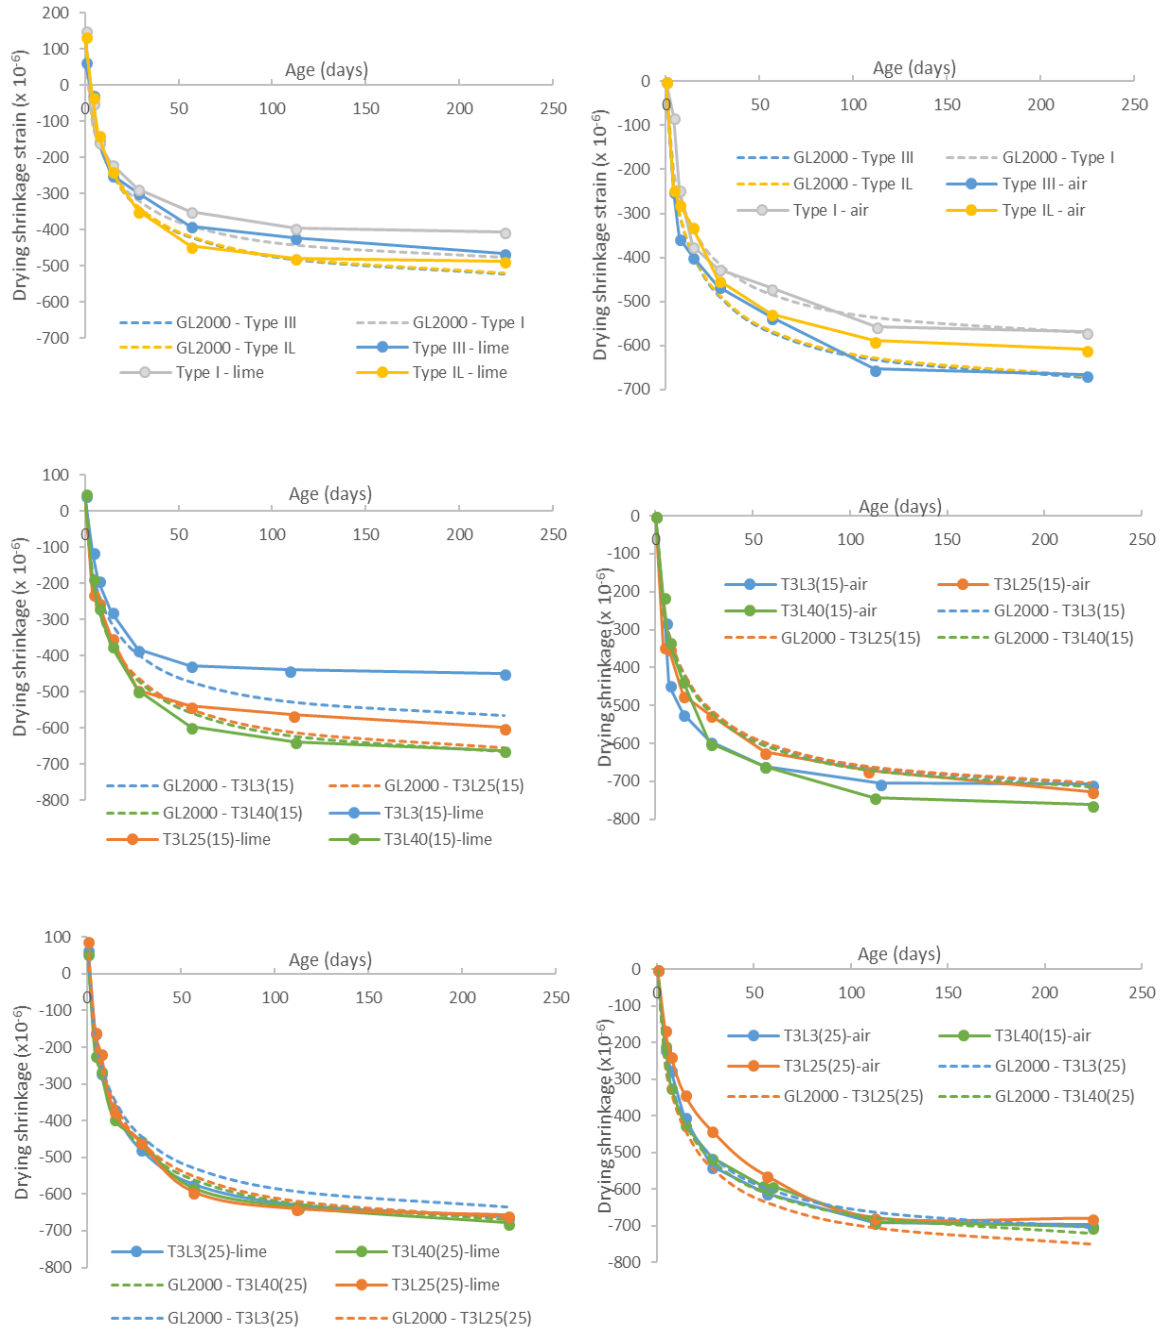 200
100
0
-100
-200
-300
-400
-500
-600
-700
Drying shrinkage strain (x 10⁻⁶)
Age (days)
0 50 100 150 200 250
GL2000 - Type III GL2000 - Type I
GL2000 - Type IL Type III - lime
Type I - lime Type IL - lime
0
-100
-200
-300
-400
-500
-600
-700
Drying shrinkage strain (x 10⁻⁶)
Age (days)
0 50 100 150 200 250
GL2000 - Type III GL2000 - Type I
GL2000 - Type IL Type III - air
Type I - air Type IL - air
100
0
-100
-200
-300
-400
-500
-600
-700
-800
Drying shrinkage (x 10⁻⁶)
Age (days)
0 50 100 150 200 250
GL2000 - T3L3(15) GL2000 - T3L25(15)
GL2000 - T3L40(15) T3L3(15)-lime
T3L25(15)-lime T3L40(15)-lime
0
-100
-200
-300
-400
-500
-600
-700
-800
Drying shrinkage (x 10⁻⁶)
Age (days)
0 50 100 150 200 250
T3L3(15)-air T3L25(15)-air
T3L40(15)-air GL2000 - T3L3(15)
GL2000 - T3L25(15) GL2000 - T3L40(15)
100
0
-100
-200
-300
-400
-500
-600
-700
-800
Drying shrinkage (x10⁻⁶)
Age (days)
0 50 100 150 200 250
T3L3(25)-lime T3L40(25)-lime
GL2000 - T3L40(25) T3L25(25)-lime
GL2000 - T3L3(25) GL2000 - T3L25(25)
0
-100
-200
-300
-400
-500
-600
-700
-800
Drying shrinkage (x10⁻⁶)
Age (days)
0 50 100 150 200 250
T3L3(25)-air T3L40(15)-air
T3L25(25)-air GL2000 - T3L3(25)
GL2000 - T3L25(25) GL2000 - T3L40(25)